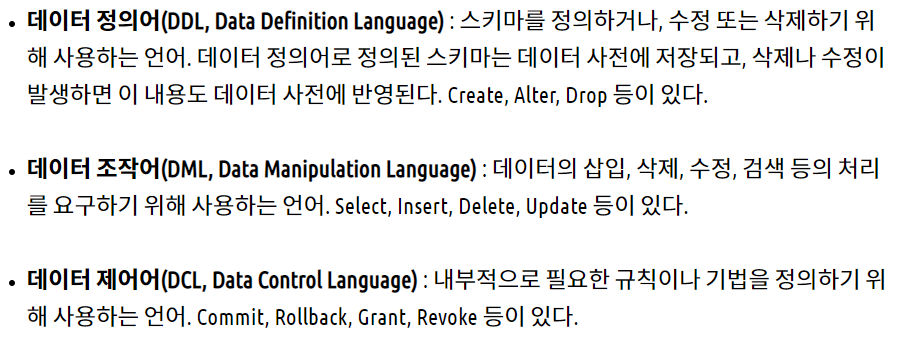 • 데이터 정의어(DDL, Data Definition Language) : 스키마를 정의하거나, 수정 또는 삭제하기 위
해 사용하는 언어. 데이터 정의어로 정의된 스키마는 데이터 사전에 저장되고, 삭제나 수정이
발생하면 이 내용도 데이터 사전에 반영된다. Create, Alter, Drop 등이 있다.
• 데이터 조작어(DML, Data Manipulation Language) : 데이터의 삽입, 삭제, 수정, 검색 등의 처리
를 요구하기 위해 사용하는 언어. Select, Insert, Delete, Update 등이 있다.
• 데이터 제어어(DCL, Data Control Language) : 내부적으로 필요한 규칙이나 기법을 정의하기 위
해 사용하는 언어. Commit, Rollback, Grant, Revoke 등이 있다.